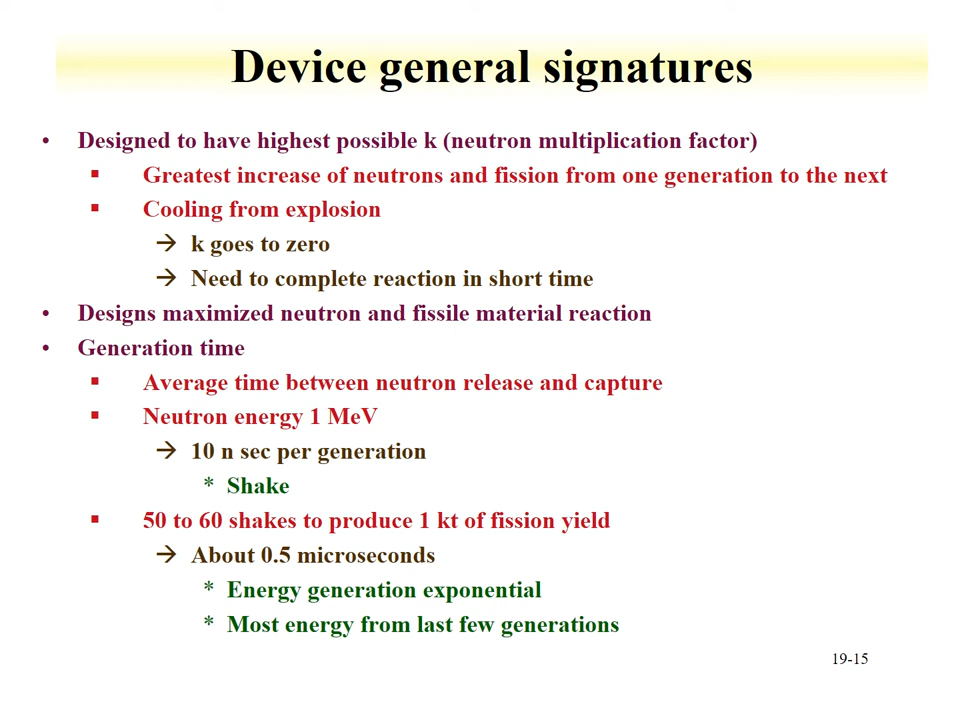 Device general signatures
• Designed to have highest possible k (neutron multiplication factor)
▪ Greatest increase of neutrons and fission from one generation to the next
▪ Cooling from explosion
→ k goes to zero
→ Need to complete reaction in short time
• Designs maximized neutron and fissile material reaction
• Generation time
▪ Average time between neutron release and capture
▪ Neutron energy 1 MeV
→ 10 n sec per generation
* Shake
▪ 50 to 60 shakes to produce 1 kt of fission yield
→ About 0.5 microseconds
* Energy generation exponential
* Most energy from last few generations
19-15